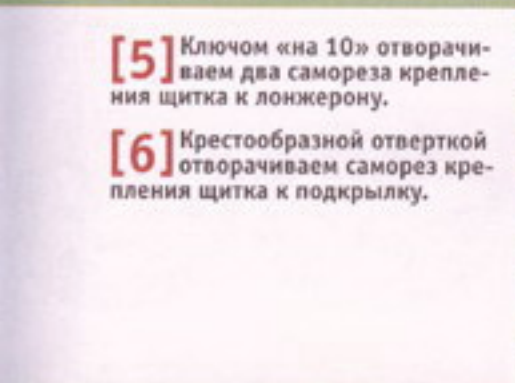 [5] Ключом «на 10» отворачи-
ваем два самореза крепле-
ния щитка к лонжерону.
[6] Крестообразной отверткой
отворачиваем саморез кре-
пления щитка к подкрылку.